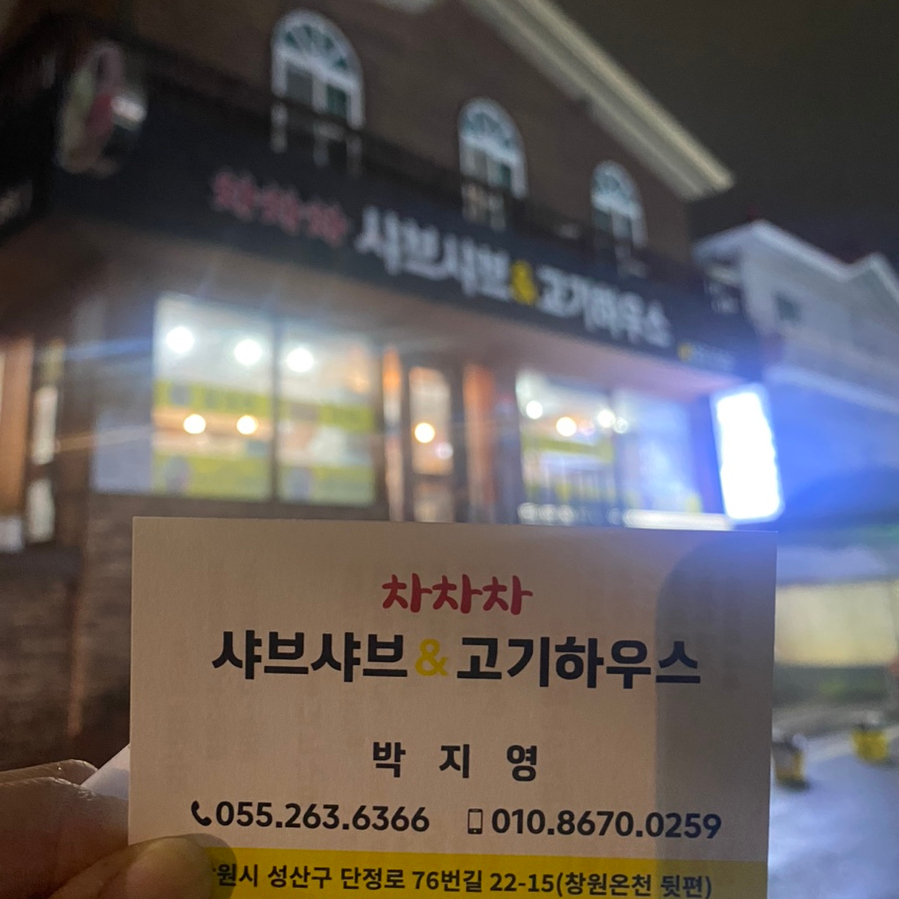 차차차 샤브샤브&고기하우스
차차차
샤브샤브&고기하우스
박 지 영
055.263.6366 010.8670.0259
원시 성산구 단정로 76번길 22-15(창원온천 뒷편)